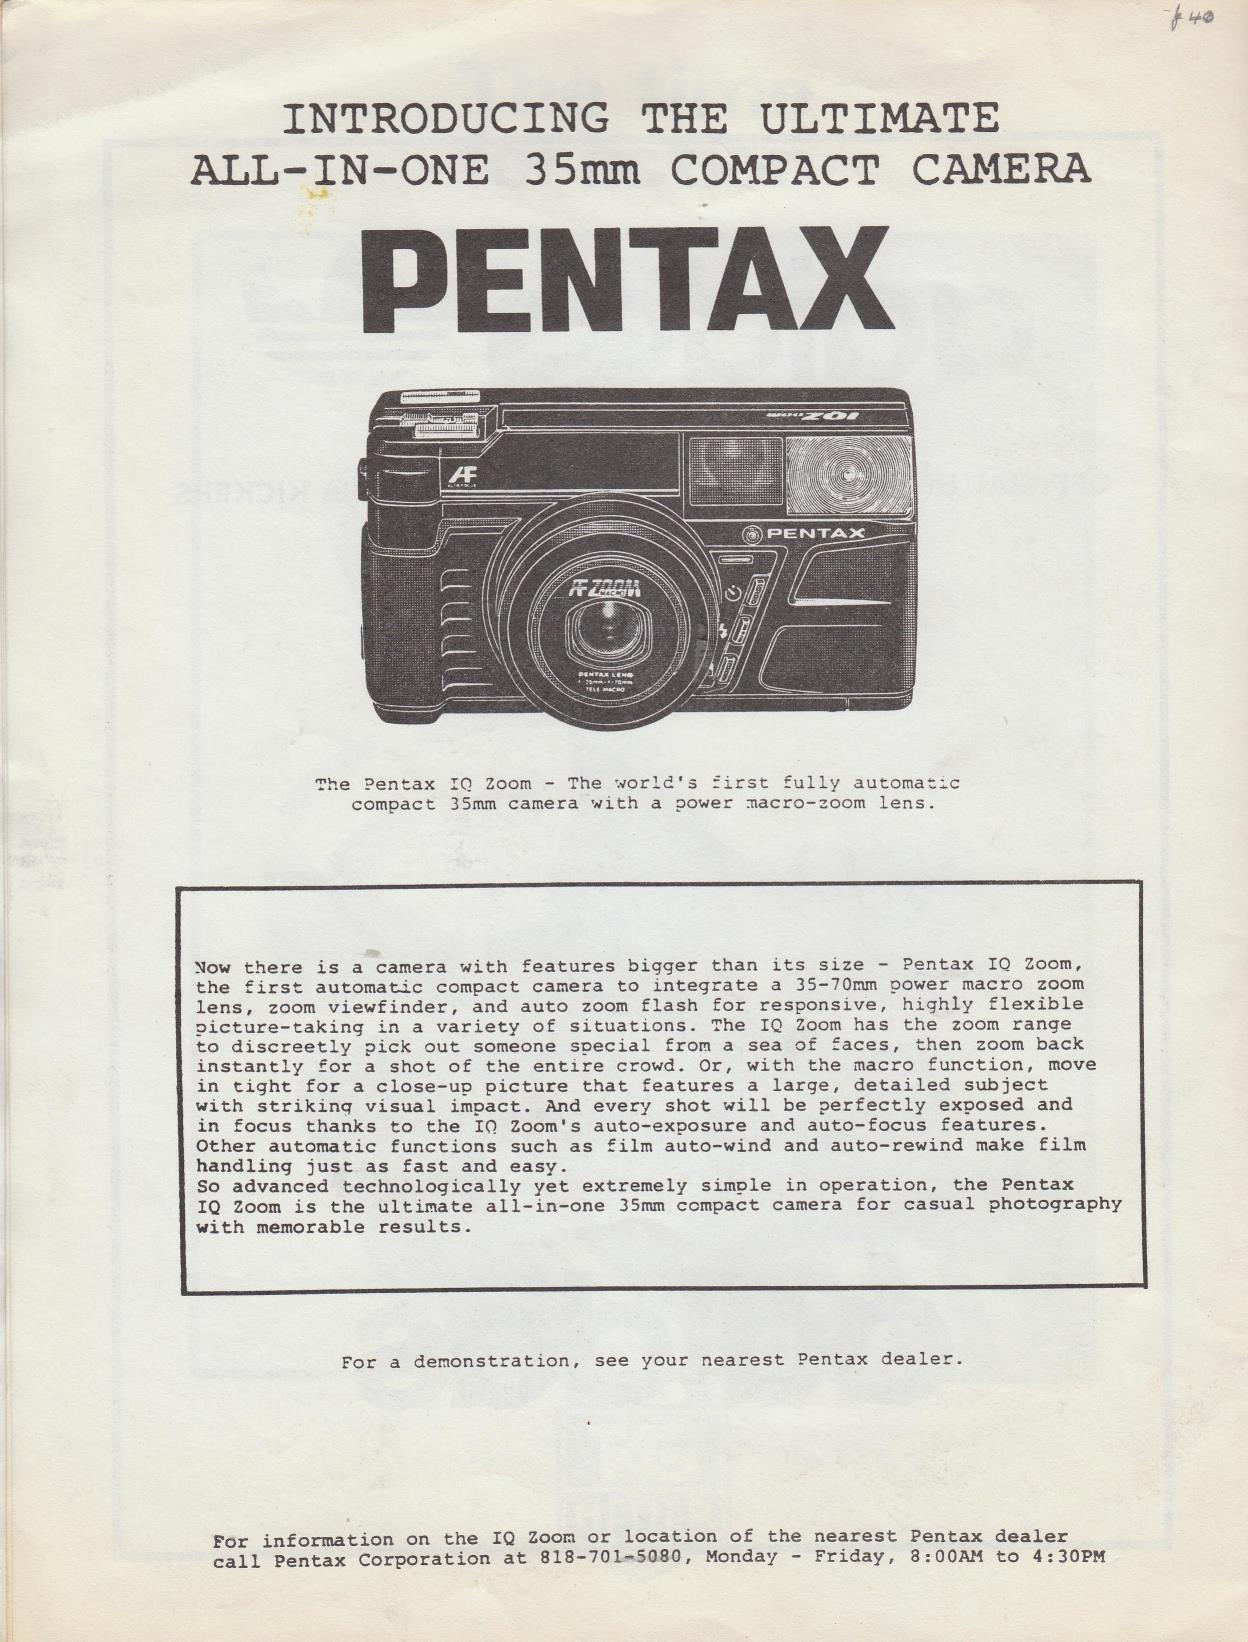 INTRODUCING THE ULTIMATE
ALL-IN-ONE 35mm COMPACT CAMERA
PENTAX
AF
PENTAX
AF ZOOM
MACRO
PENTAX LENS
TELE MACRO
The Pentax IQ Zoom - The world's first fully automatic
compact 35mm camera with a power macro-zoom lens.
Now there is a camera with features bigger than its size - Pentax IQ Zoom,
the first automatic compact camera to integrate a 35-70mm power macro zoom
lens, zoom viewfinder, and auto zoom flash for responsive, highly flexible
picture-taking in a variety of situations. The IQ Zoom has the zoom range
to discreetly pick out someone special from a sea of faces, then zoom back
instantly for a shot of the entire crowd. Or, with the macro function, move
in tight for a close-up picture that features a large, detailed subject
with striking visual impact. And every shot will be perfectly exposed and
in focus thanks to the IQ Zoom's auto-exposure and auto-focus features.
Other automatic functions such as film auto-wind and auto-rewind make film
handling just as fast and easy.
So advanced technologically yet extremely simple in operation, the Pentax
IQ Zoom is the ultimate all-in-one 35mm compact camera for casual photography
with memorable results.
For a demonstration, see your nearest Pentax dealer.
For information on the IQ Zoom or location of the nearest Pentax dealer
call Pentax Corporation at 818-701-5080, Monday - Friday, 8:00AM to 4:30PM